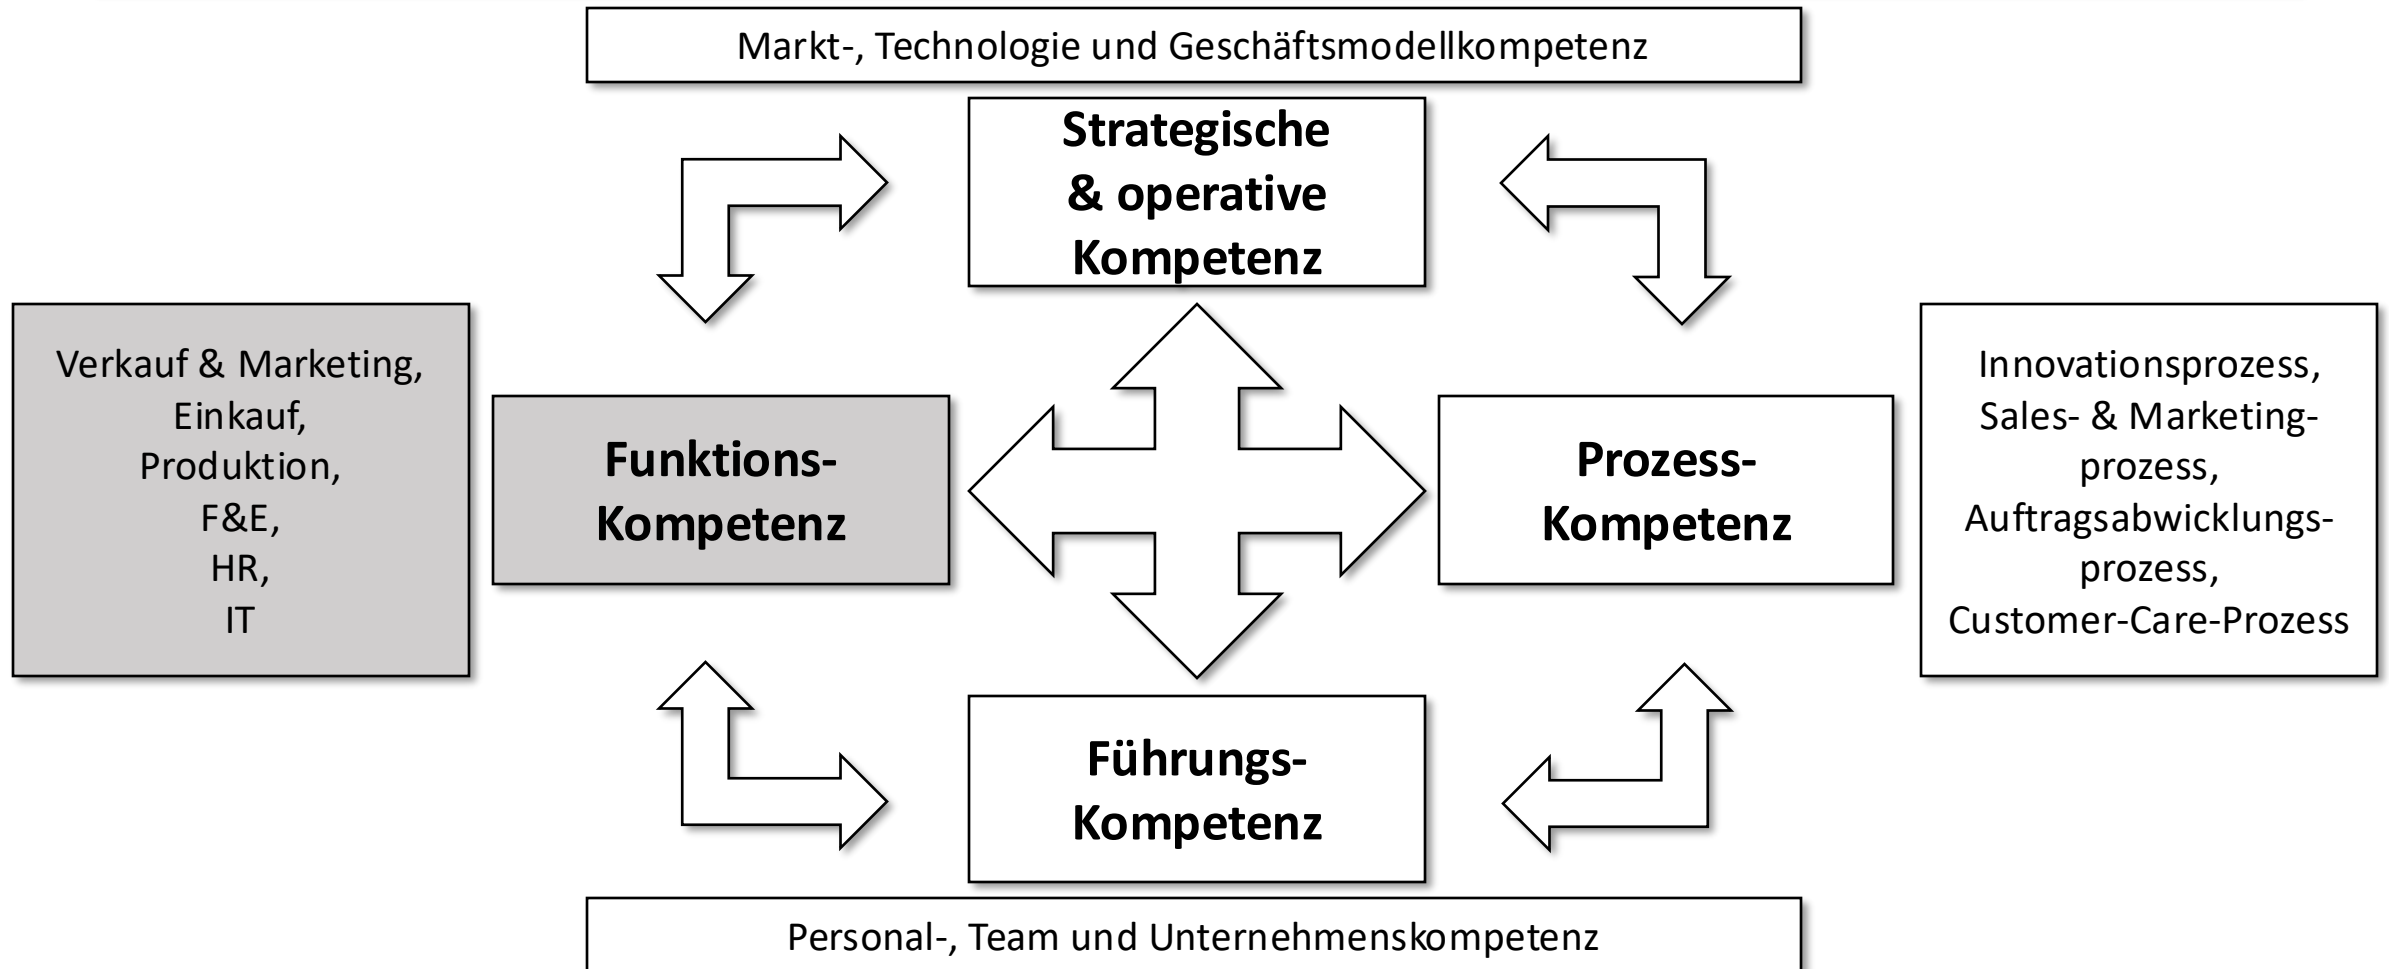 Markt-, Technologie und Geschäftsmodellkompetenz
Strategische
& operative
Kompetenz
Verkauf & Marketing,
Einkauf,
Produktion,
F&E,
HR,
IT
Funktions-
Kompetenz
Prozess-
Kompetenz
Innovationsprozess,
Sales- & Marketing-
prozess,
Auftragsabwicklungs-
prozess,
Customer-Care-Prozess
Führungs-
Kompetenz
Personal-, Team und Unternehmenskompetenz